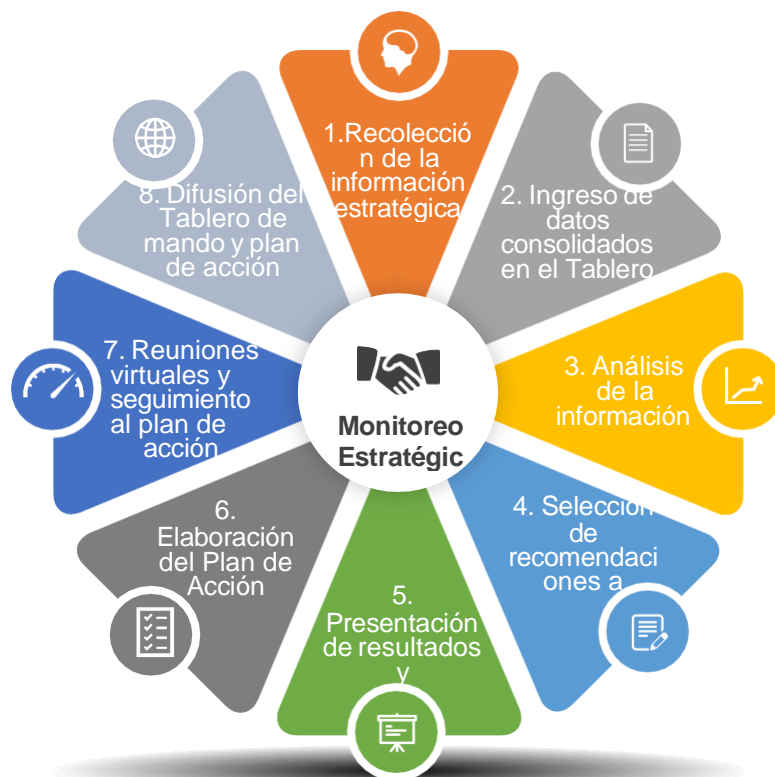 1.Recolecció
n de la
información
estratégica
2. Ingreso de
datos
consolidados
en el Tablero
3. Análisis
de la
información
4. Selección
de
recomendaci
ones a
5.
Presentación
de resultados
y
6.
Elaboración
del Plan de
Acción
7. Reuniones
virtuales y
seguimiento
al plan de
acción
8. Difusión del
Tablero de
mando y plan
de acción
Monitoreo
Estratégic